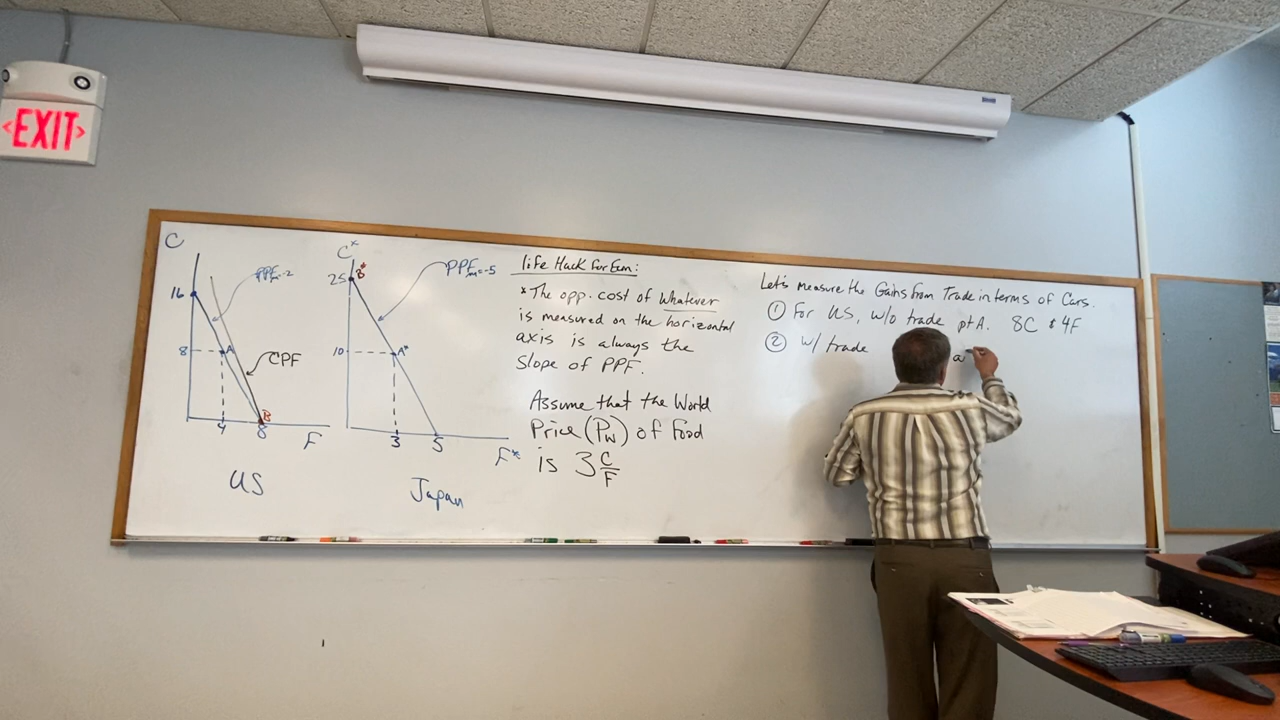 <EXIT>
C
16
8
A
B
4
8
F
PPF m=-2
CPF
US
C*
25
B*
10
A*
3
5
F*
PPF m=-5
Japan
life Hack for Exm:
* The opp. cost of whatever
is measured on the horizontal
axis is always the
slope of PPF.
Assume that the World
Price (Pw) of Food
is 3 C/F
Let's measure the Gains from Trade in terms of Cars.
① For US, w/o trade pt A. 8C & 4F
② w/ trade a